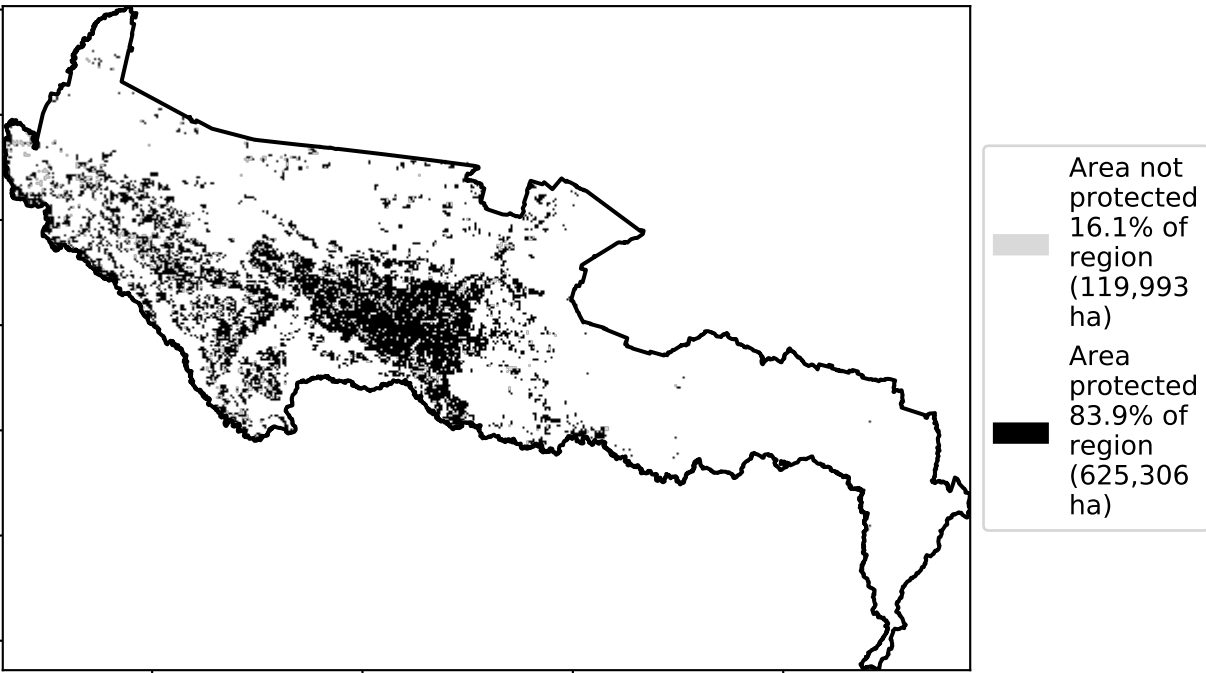 Area not
protected
16.1% of
region
(119,993
ha)
Area
protected
83.9% of
region
(625,306
ha)